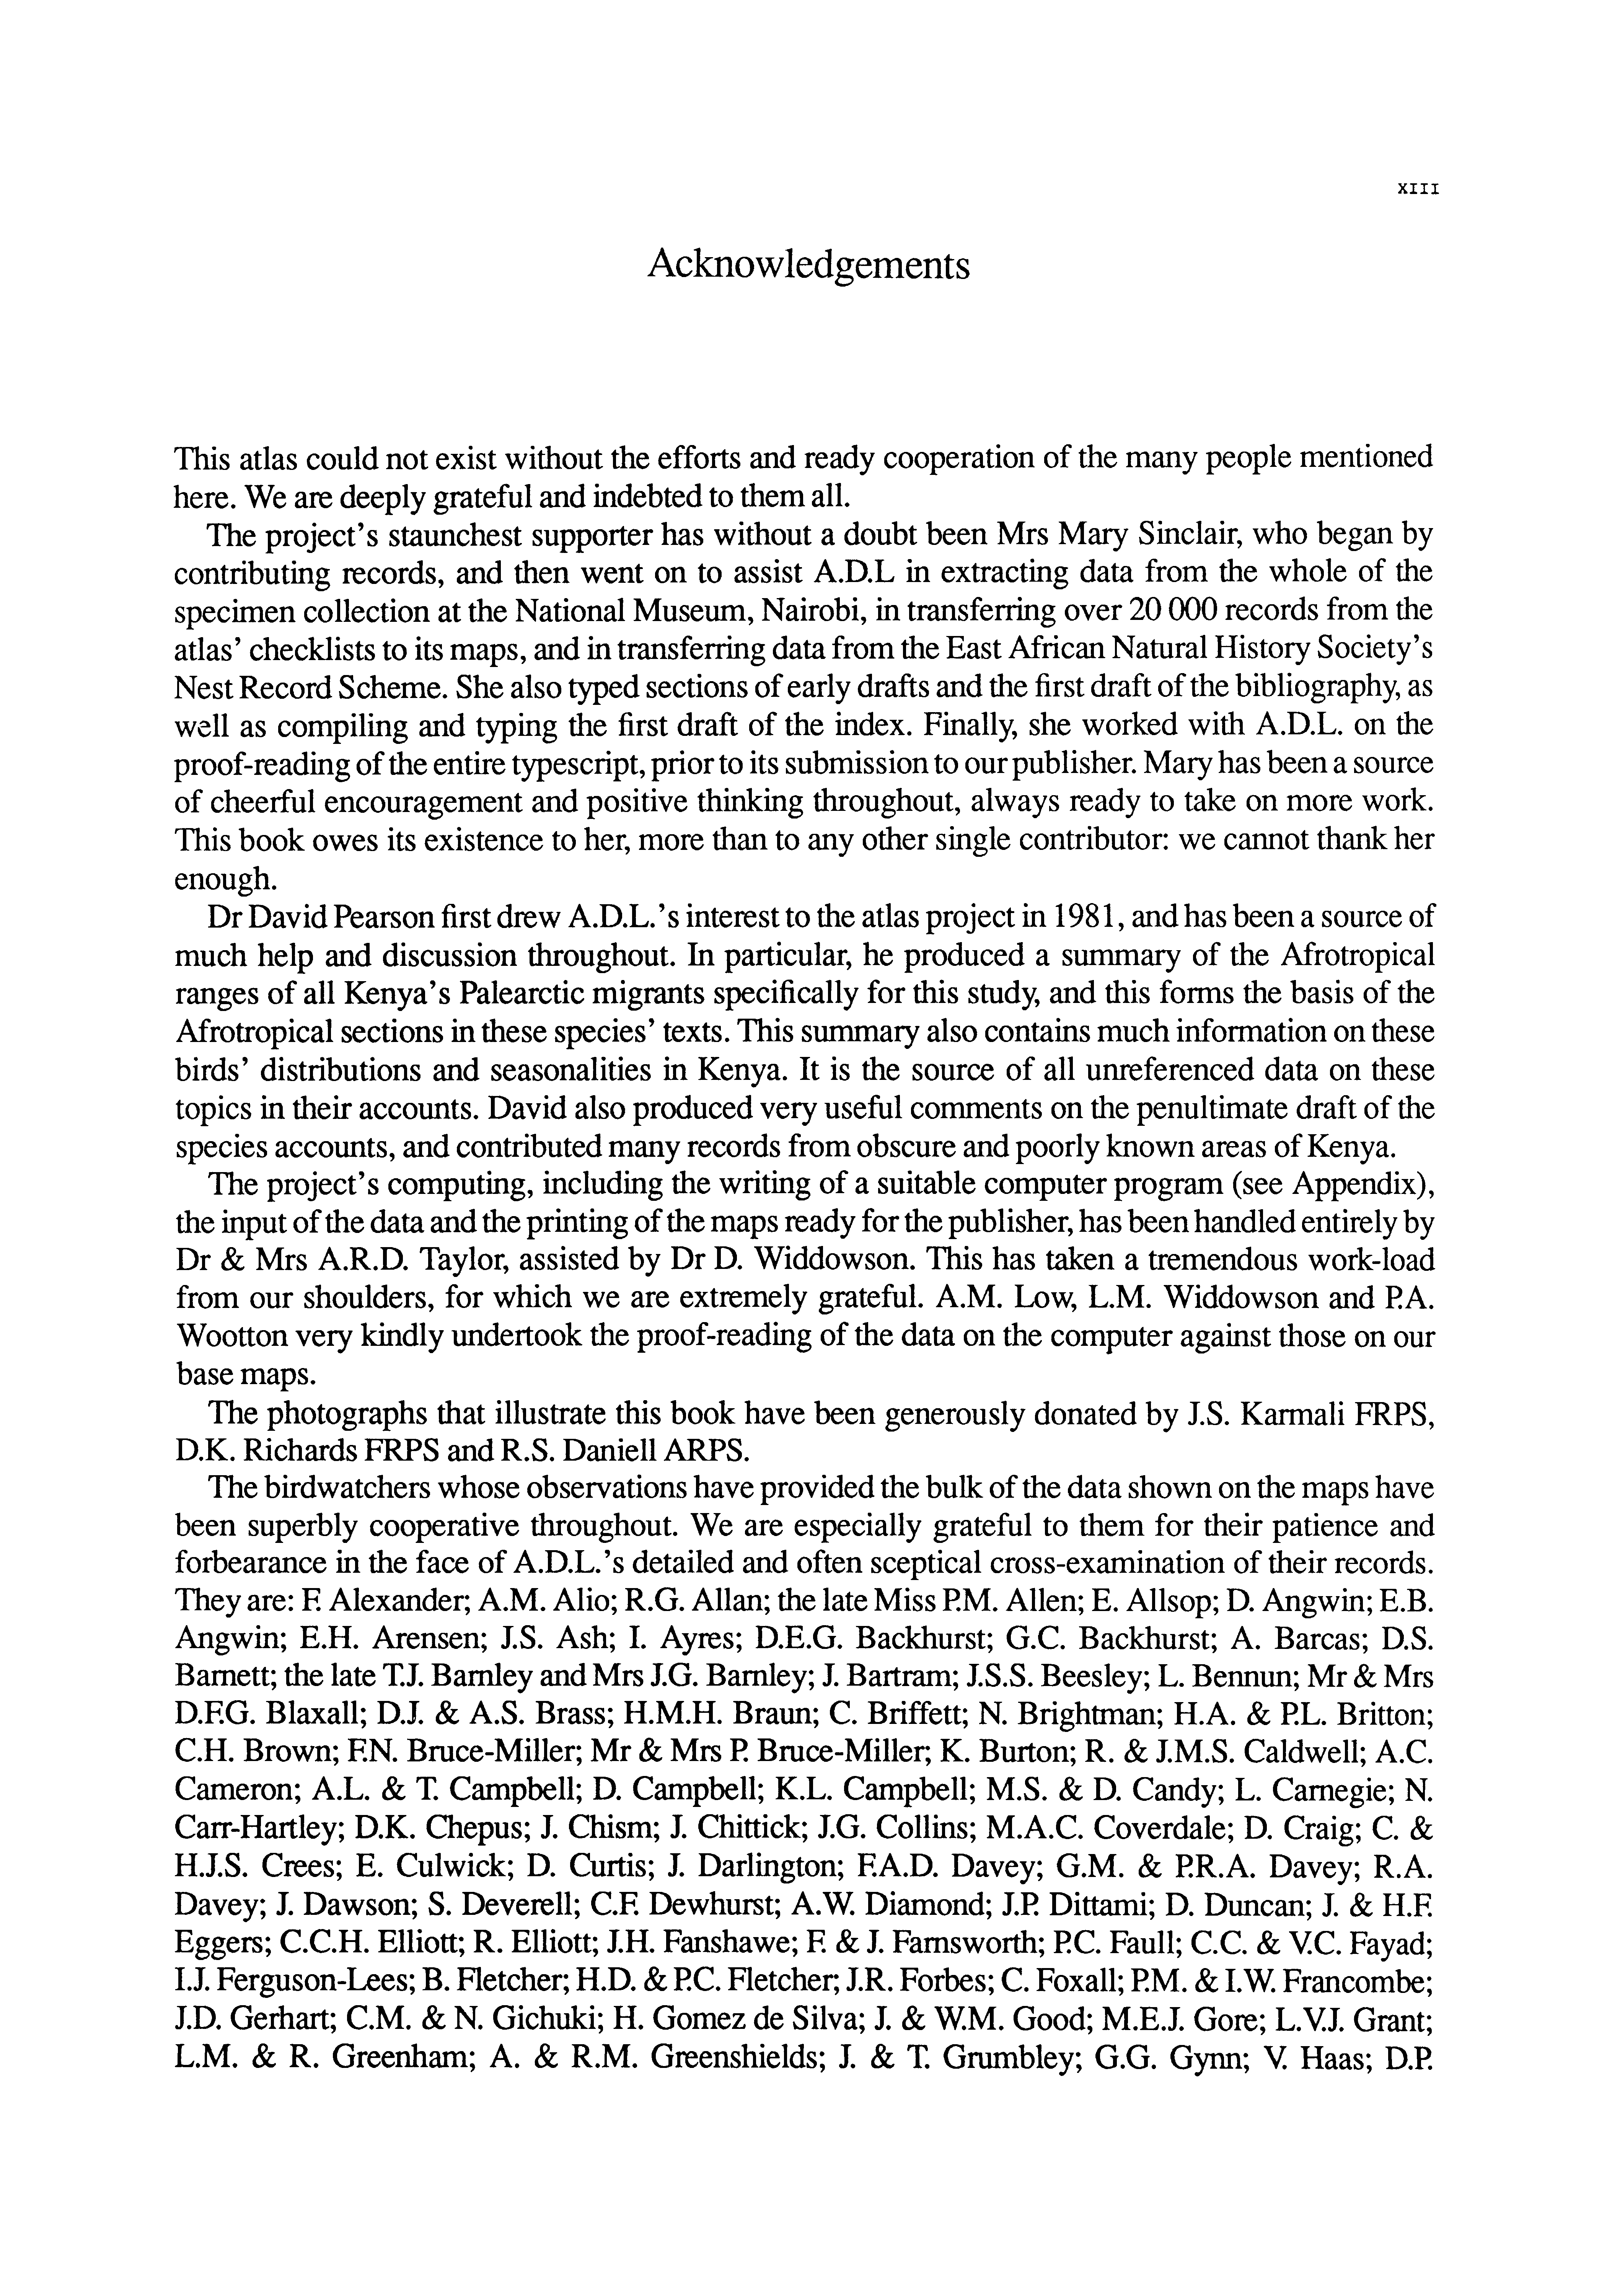 XIII
Acknowledgements
This atlas could not exist without the efforts and ready cooperation of the many people mentioned
here. We are deeply grateful and indebted to them all.
The project's staunchest supporter has without a doubt been Mrs Mary Sinclair, who began by
contributing records, and then went on to assist A.D.L in extracting data from the whole of the
specimen collection at the National Museum, Nairobi, in transferring over 20 000 records from the
atlas' checklists to its maps, and in transferring data from the East African Natural History Society's
Nest Record Scheme. She also typed sections of early drafts and the first draft of the bibliography, as
well as compiling and typing the first draft of the index. Finally, she worked with A.D.L. on the
proof-reading of the entire typescript, prior to its submission to our publisher. Mary has been a source
of cheerful encouragement and positive thinking throughout, always ready to take on more work.
This book owes its existence to her, more than to any other single contributor: we cannot thank her
enough.
Dr David Pearson first drew A.D.L.'s interest to the atlas project in 1981, and has been a source of
much help and discussion throughout. In particular, he produced a summary of the Afrotropical
ranges of all Kenya's Palearctic migrants specifically for this study, and this forms the basis of the
Afrotropical sections in these species' texts. This summary also contains much information on these
birds' distributions and seasonalities in Kenya. It is the source of all unreferenced data on these
topics in their accounts. David also produced very useful comments on the penultimate draft of the
species accounts, and contributed many records from obscure and poorly known areas of Kenya.
The project's computing, including the writing of a suitable computer program (see Appendix),
the input of the data and the printing of the maps ready for the publisher, has been handled entirely by
Dr & Mrs A.R.D. Taylor, assisted by Dr D. Widdowson. This has taken a tremendous work-load
from our shoulders, for which we are extremely grateful. A.M. Low, L.M. Widdowson and P.A.
Wootton very kindly undertook the proof-reading of the data on the computer against those on our
base maps.
The photographs that illustrate this book have been generously donated by J.S. Karmali FRPS,
D.K. Richards FRPS and R.S. Daniell ARPS.
The birdwatchers whose observations have provided the bulk of the data shown on the maps have
been superbly cooperative throughout. We are especially grateful to them for their patience and
forbearance in the face of A.D.L.'s detailed and often sceptical cross-examination of their records.
They are: F. Alexander; A.M. Alio; R.G. Allan; the late Miss P.M. Allen; E. Allsop; D. Angwin; E.B.
Angwin; E.H. Arensen; J.S. Ash; I. Ayres; D.E.G. Backhurst; G.C. Backhurst; A. Barcas; D.S.
Barnett; the late T.J. Barnley and Mrs J.G. Barnley; J. Bartram; J.S.S. Beesley; L. Bennun; Mr & Mrs
D.F.G. Blaxall; D.J. & A.S. Brass; H.M.H. Braun; C. Briffett; N. Brightman; H.A. & P.L. Britton;
C.H. Brown; F.N. Bruce-Miller; Mr & Mrs P. Bruce-Miller; K. Burton; R. & J.M.S. Caldwell; A.C.
Cameron; A.L. & T. Campbell; D. Campbell; K.L. Campbell; M.S. & D. Candy; L. Carnegie; N.
Carr-Hartley; D.K. Chepus; J. Chism; J. Chittick; J.G. Collins; M.A.C. Coverdale; D. Craig; C. &
H.J.S. Crees; E. Culwick; D. Curtis; J. Darlington; F.A.D. Davey; G.M. & P.R.A. Davey; R.A.
Davey; J. Dawson; S. Deverell; C.F. Dewhurst; A.W. Diamond; J.P. Dittami; D. Duncan; J. & H.F.
Eggers; C.C.H. Elliott; R. Elliott; J.H. Fanshawe; F. & J. Farnsworth; P.C. Faull; C.C. & V.C. Fayad;
I.J. Ferguson-Lees; B. Fletcher; H.D. & P.C. Fletcher; J.R. Forbes; C. Foxall; P.M. & I.W. Francombe;
J.D. Gerhart; C.M. & N. Gichuki; H. Gomez de Silva; J. & W.M. Good; M.E.J. Gore; L.V.J. Grant;
L.M. & R. Greenham; A. & R.M. Greenshields; J. & T. Grumbley; G.G. Gynn; V. Haas; D.P.